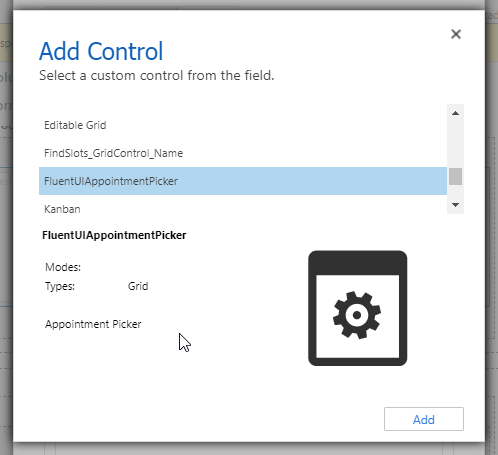 Add Control
Select a custom control from the field.
Editable Grid
FindSlots_GridControl_Name
FluentUIAppointmentPicker
Kanban
FluentUIAppointmentPicker
Modes:
Types: Grid
Appointment Picker
Add